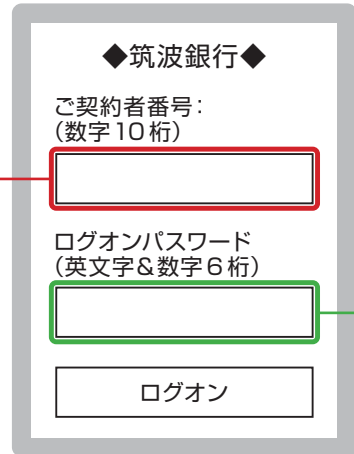 ◆筑波銀行◆
ご契約者番号：
（数字10桁）
ログオンパスワード
（英文字&数字6桁）
ログオン